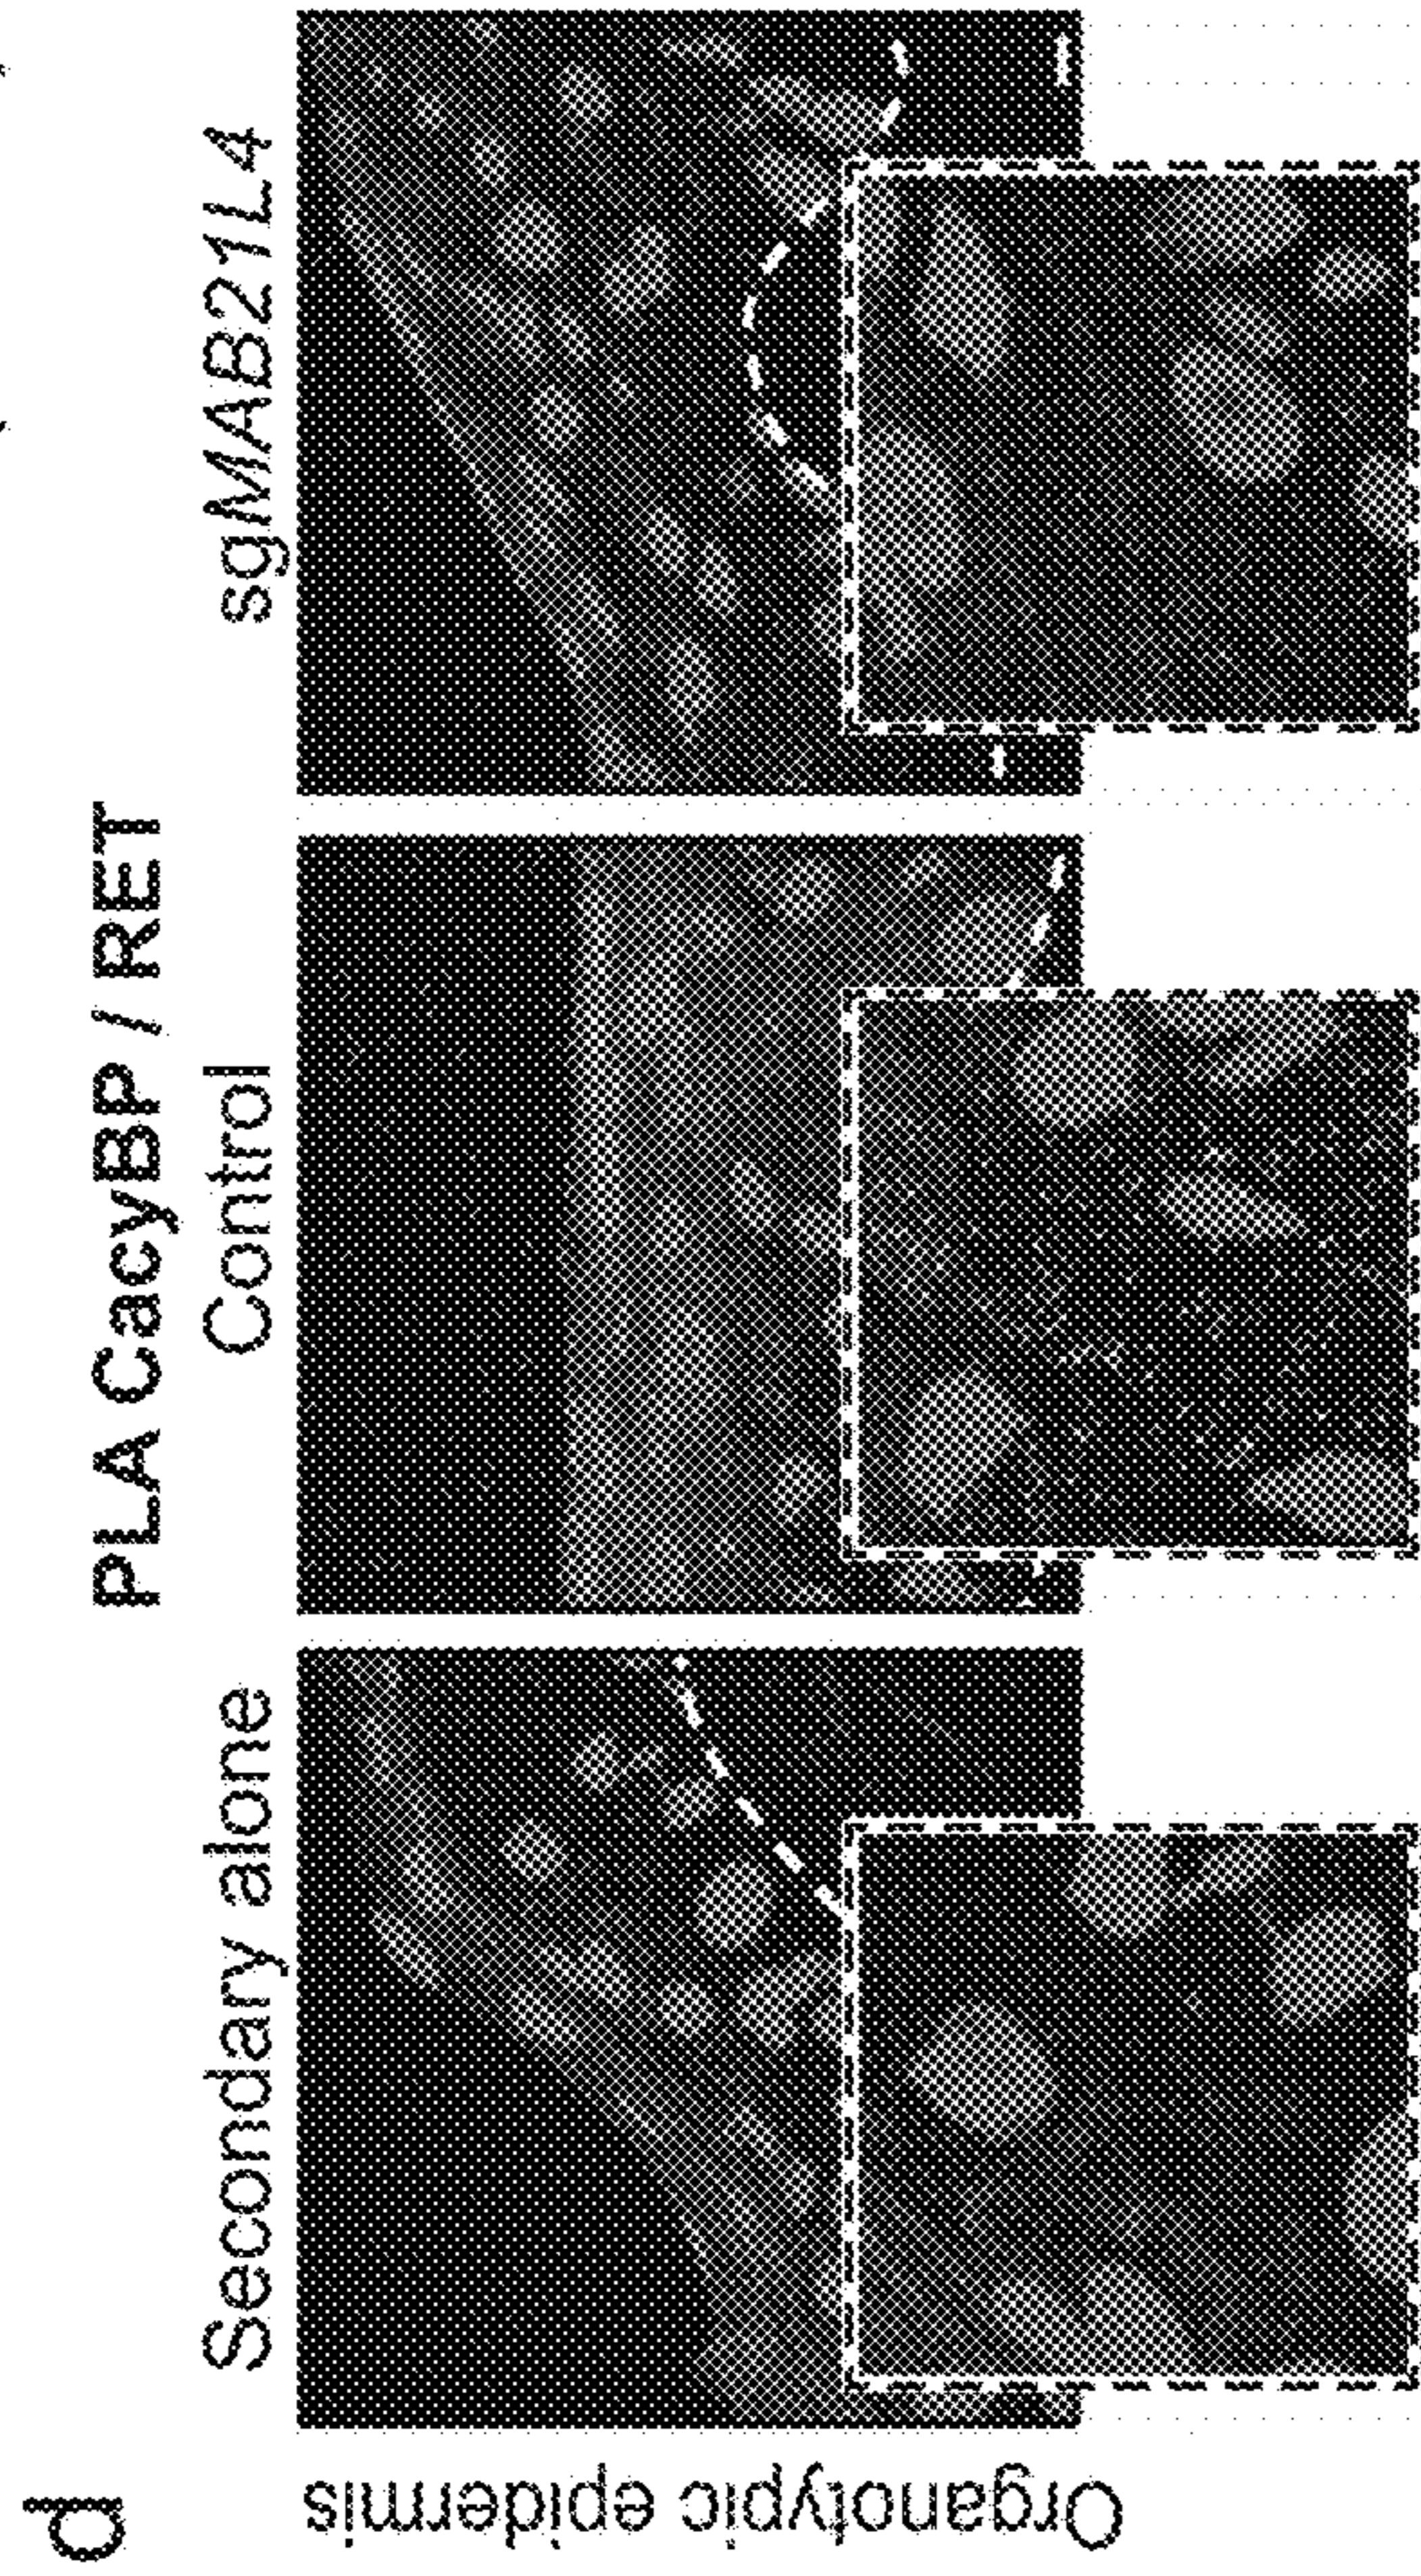 d
PLA CacyBP / RET
Secondary alone
Control
sgMAB21L4
Organotypic epidermis